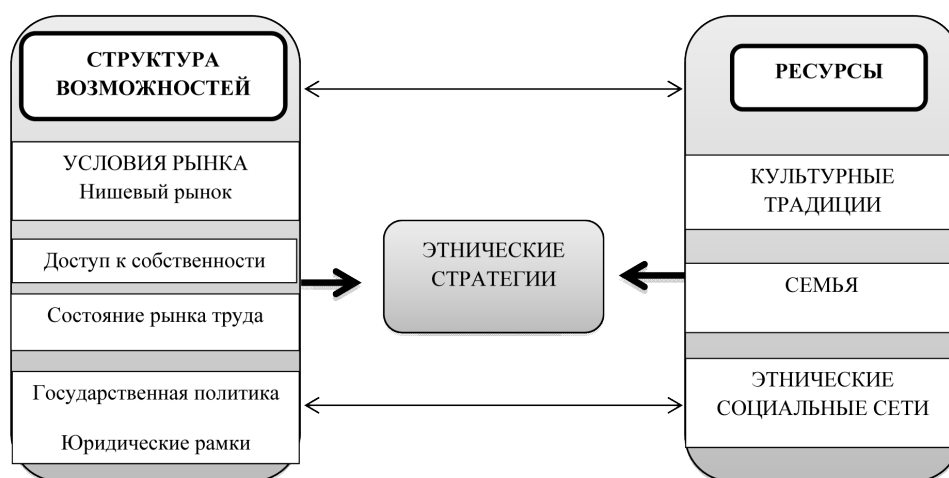 СТРУКТУРА
ВОЗМОЖНОСТЕЙ
УСЛОВИЯ РЫНКА
Нишевый рынок
Доступ к собственности
Состояние рынка труда
Государственная политика
Юридические рамки
ЭТНИЧЕСКИЕ
СТРАТЕГИИ
РЕСУРСЫ
КУЛЬТУРНЫЕ
ТРАДИЦИИ
СЕМЬЯ
ЭТНИЧЕСКИЕ
СОЦИАЛЬНЫЕ СЕТИ